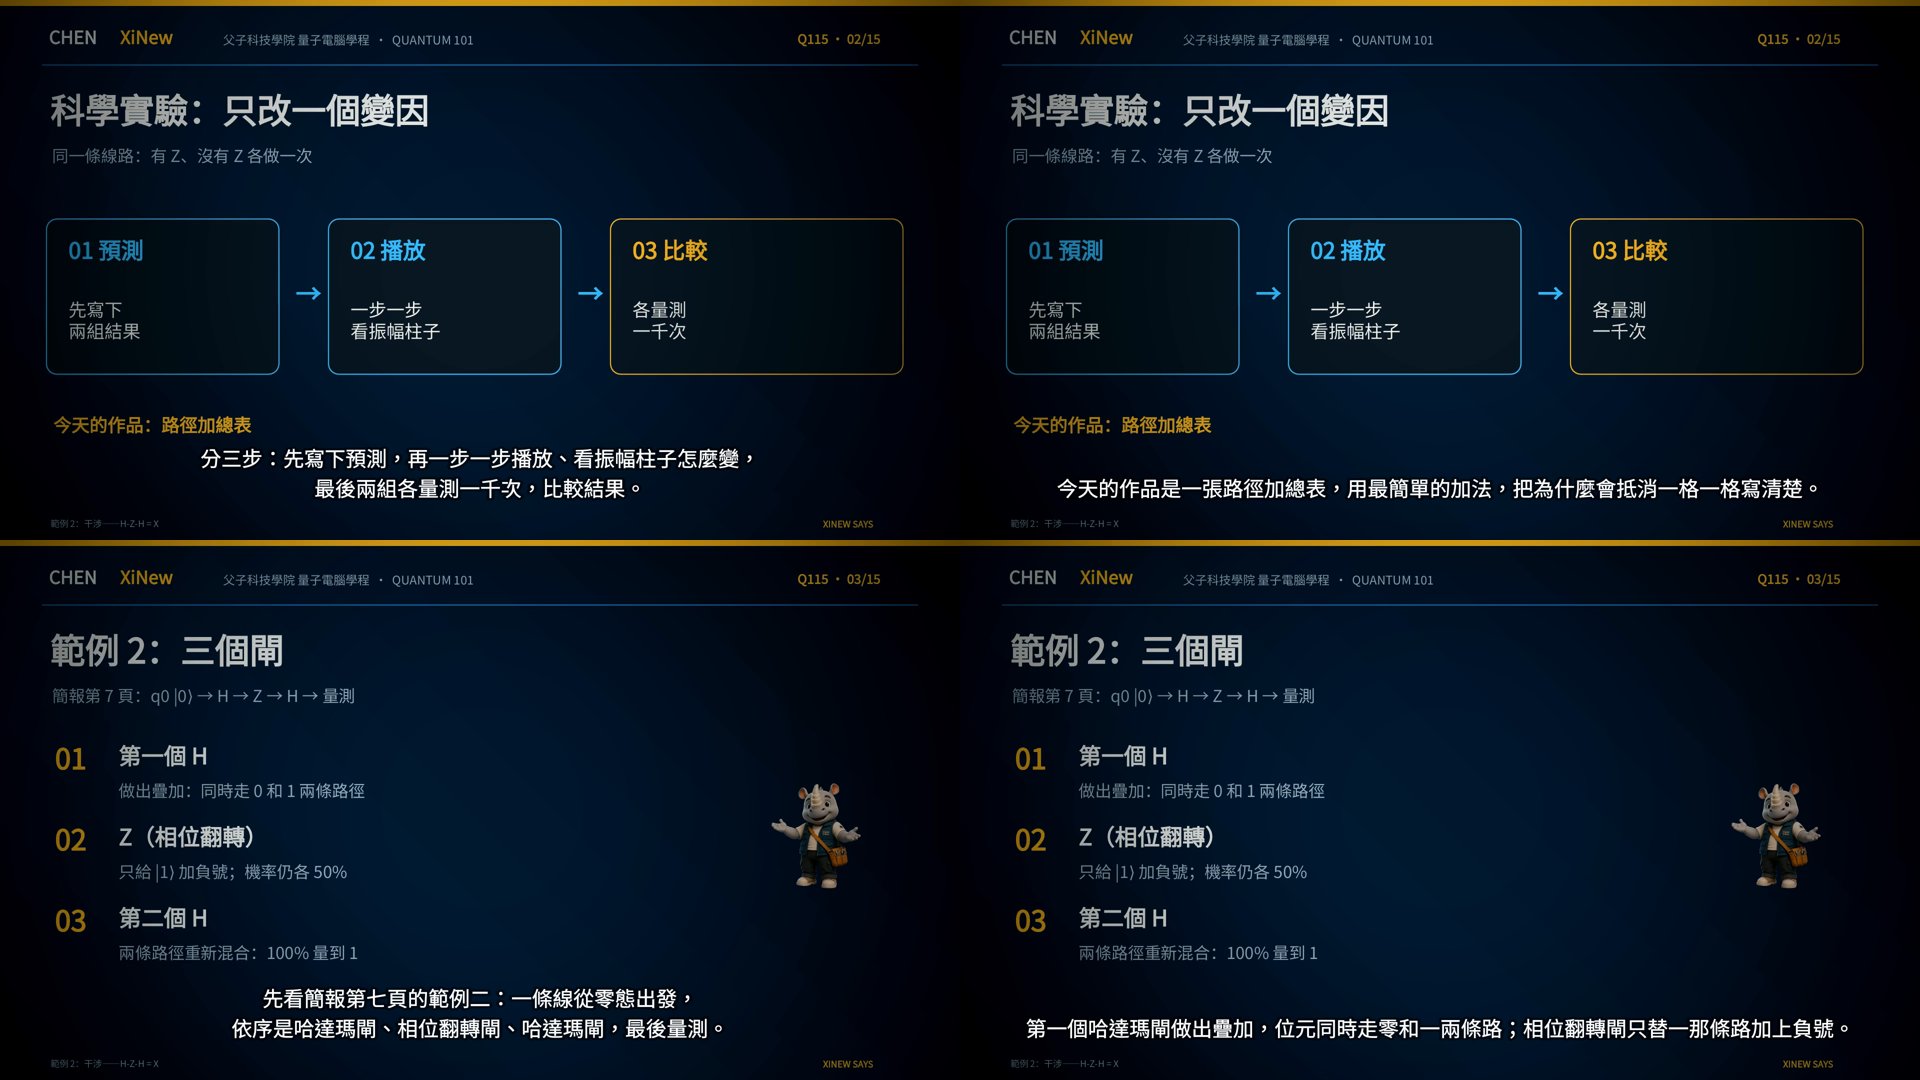 CHEN XiNew 父子科技學院 量子電腦學程 · QUANTUM 101 Q115 · 02/15
科學實驗：只改一個變因
同一條線路：有 Z、沒有 Z 各做一次
01 預測
先寫下
兩組結果
→
02 播放
一步一步
看振幅柱子
→
03 比較
各量測
一千次
今天的作品：路徑加總表
分三步：先寫下預測，再一步一步播放、看振幅柱子怎麼變，
最後兩組各量測一千次，比較結果。
範例 2：干涉——H-Z-H = X XINEW SAYS
CHEN XiNew 父子科技學院 量子電腦學程 · QUANTUM 101 Q115 · 02/15
科學實驗：只改一個變因
同一條線路：有 Z、沒有 Z 各做一次
01 預測
先寫下
兩組結果
→
02 播放
一步一步
看振幅柱子
→
03 比較
各量測
一千次
今天的作品：路徑加總表
今天的作品是一張路徑加總表，用最簡單的加法，把為什麼會抵消一格一格寫清楚。
範例 2：干涉——H-Z-H = X XINEW SAYS
CHEN XiNew 父子科技學院 量子電腦學程 · QUANTUM 101 Q115 · 03/15
範例 2：三個閘
簡報第 7 頁：q0 |0⟩ → H → Z → H → 量測
01 第一個 H
做出疊加：同時走 0 和 1 兩條路徑
02 Z（相位翻轉）
只給 |1⟩ 加負號；機率仍各 50%
03 第二個 H
兩條路徑重新混合：100% 量到 1
先看簡報第七頁的範例二：一條線從零態出發，
依序是哈達瑪閘、相位翻轉閘、哈達瑪閘，最後量測。
範例 2：干涉——H-Z-H = X XINEW SAYS
CHEN XiNew 父子科技學院 量子電腦學程 · QUANTUM 101 Q115 · 03/15
範例 2：三個閘
簡報第 7 頁：q0 |0⟩ → H → Z → H → 量測
01 第一個 H
做出疊加：同時走 0 和 1 兩條路徑
02 Z（相位翻轉）
只給 |1⟩ 加負號；機率仍各 50%
03 第二個 H
兩條路徑重新混合：100% 量到 1
第一個哈達瑪閘做出疊加，位元同時走零和一兩條路；相位翻轉閘只替一那條路加上負號。
範例 2：干涉——H-Z-H = X XINEW SAYS